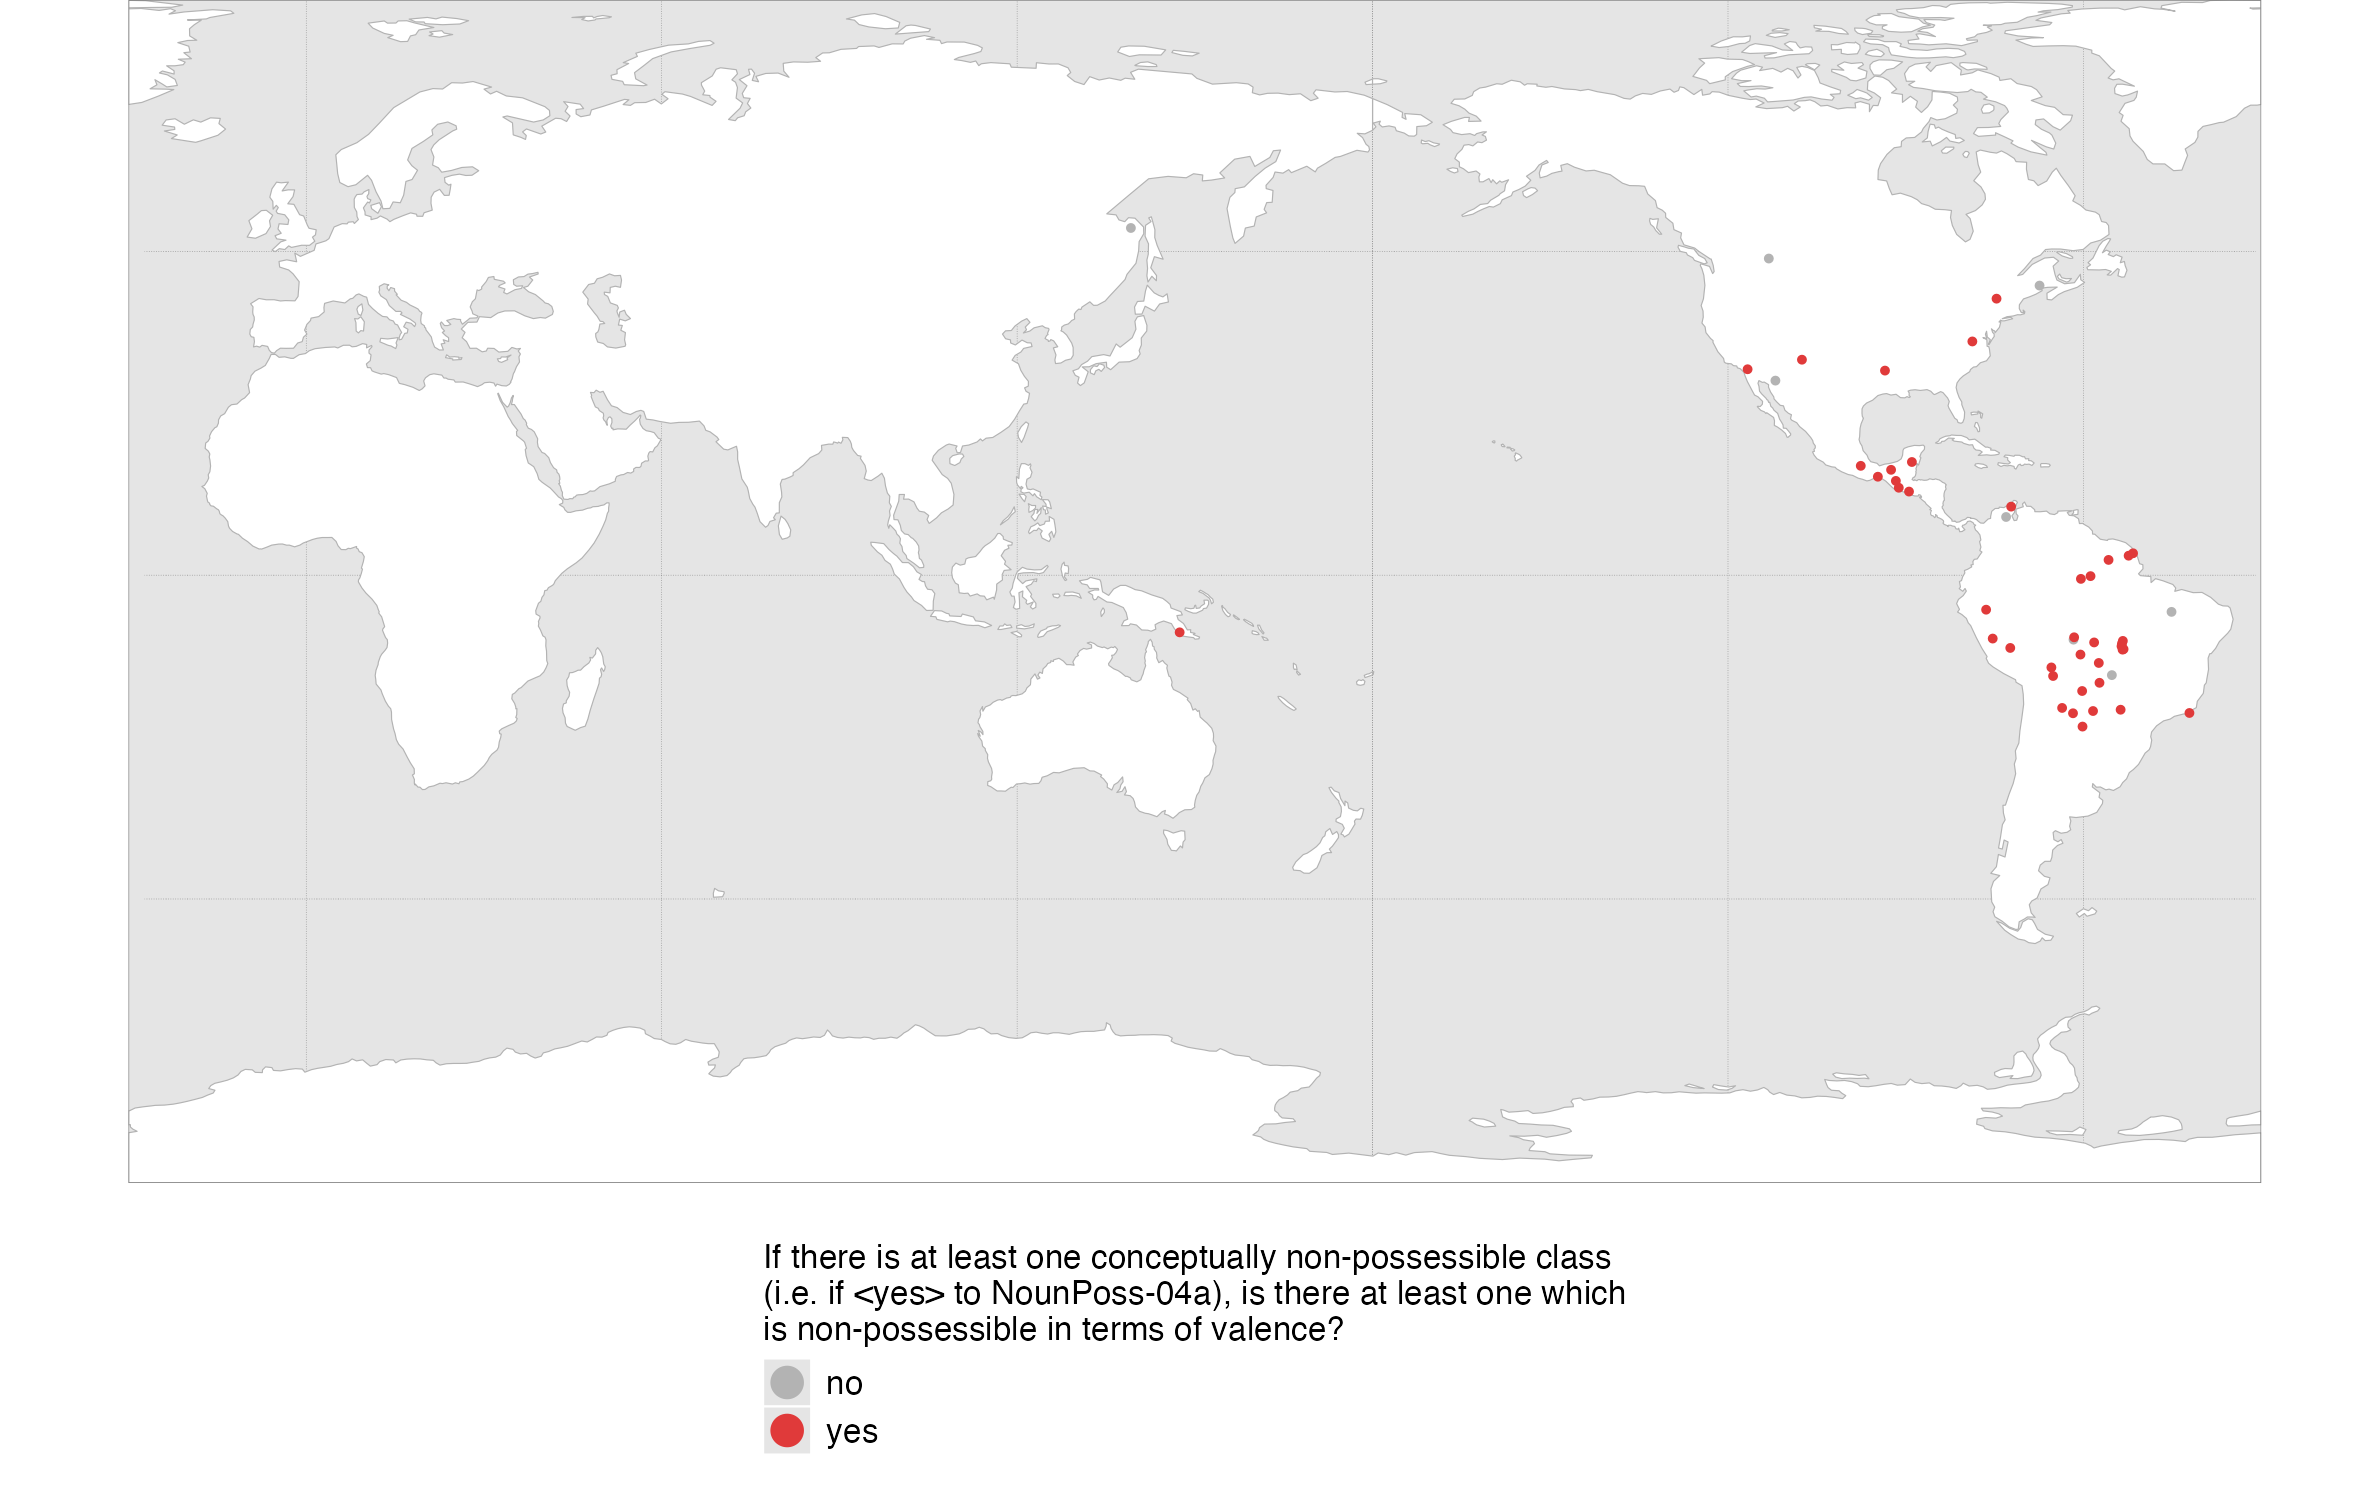 If there is at least one conceptually non-possessible class
(i.e. if <yes> to NounPoss-04a), is there at least one which
is non-possessible in terms of valence?
no
yes